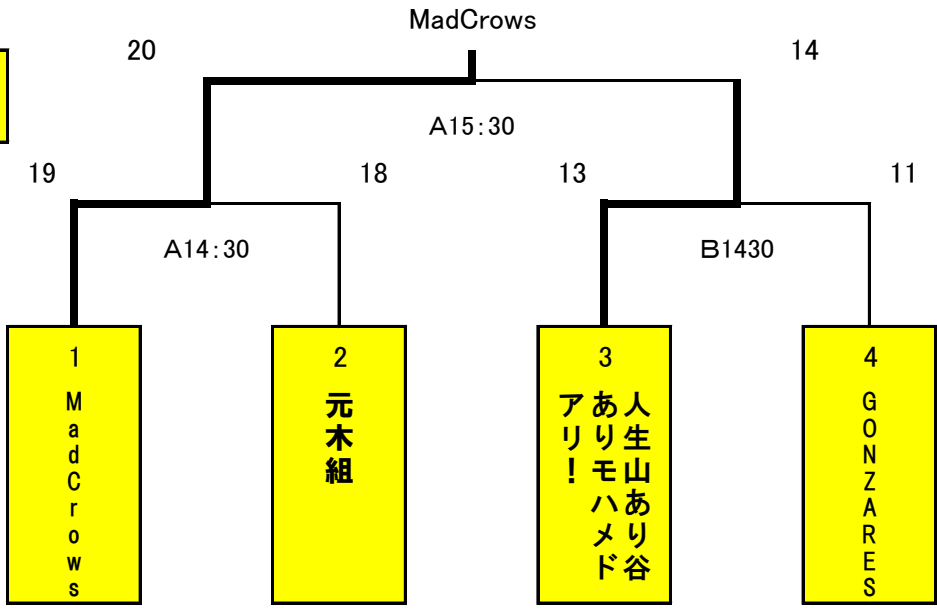 MadCrows
20
14
A15:30
19
18
13
11
A14:30
B1430
1
MadCrows
2
元木組
3
人生山あり谷
ありモハメド
アリ!
4
GONZARES